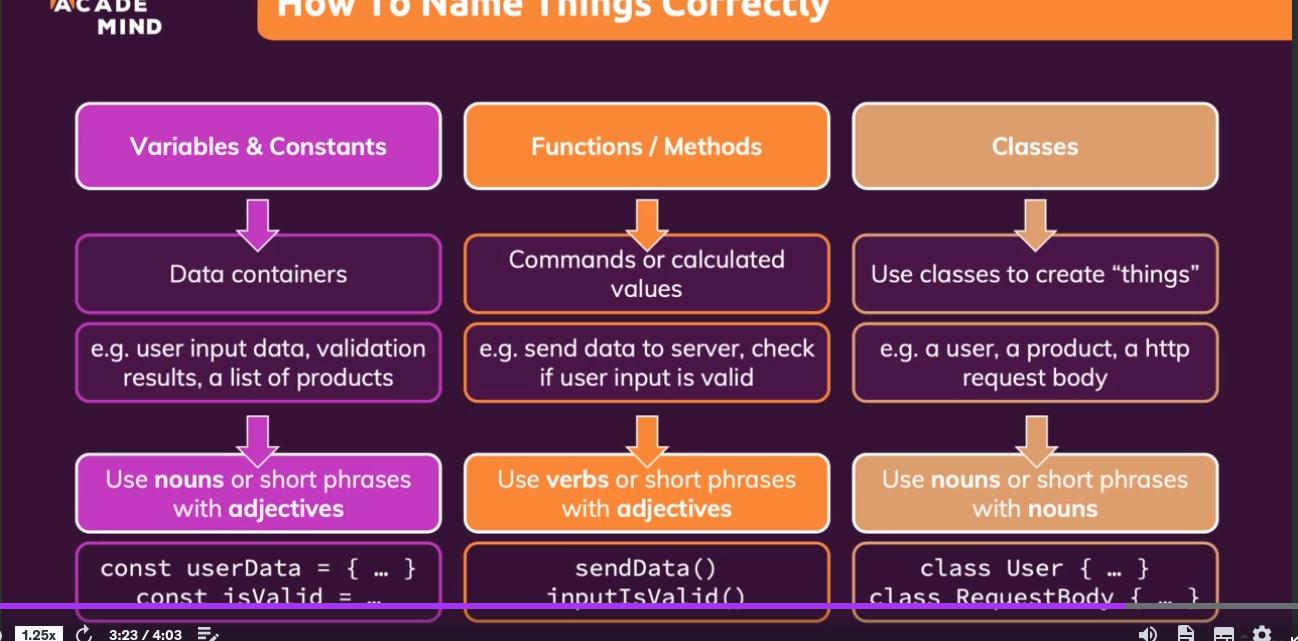 ACADE
MIND
How To Name Things Correctly
Variables & Constants
Functions / Methods
Classes
Data containers
Commands or calculated
values
Use classes to create “things”
e.g. user input data, validation
results, a list of products
e.g. send data to server, check
if user input is valid
e.g. a user, a product, a http
request body
Use nouns or short phrases
with adjectives
Use verbs or short phrases
with adjectives
Use nouns or short phrases
with nouns
const userData = { … }
const isValid = …
sendData()
inputIsValid()
class User { … }
class RequestBody { … }
1.25x
3:23 / 4:03